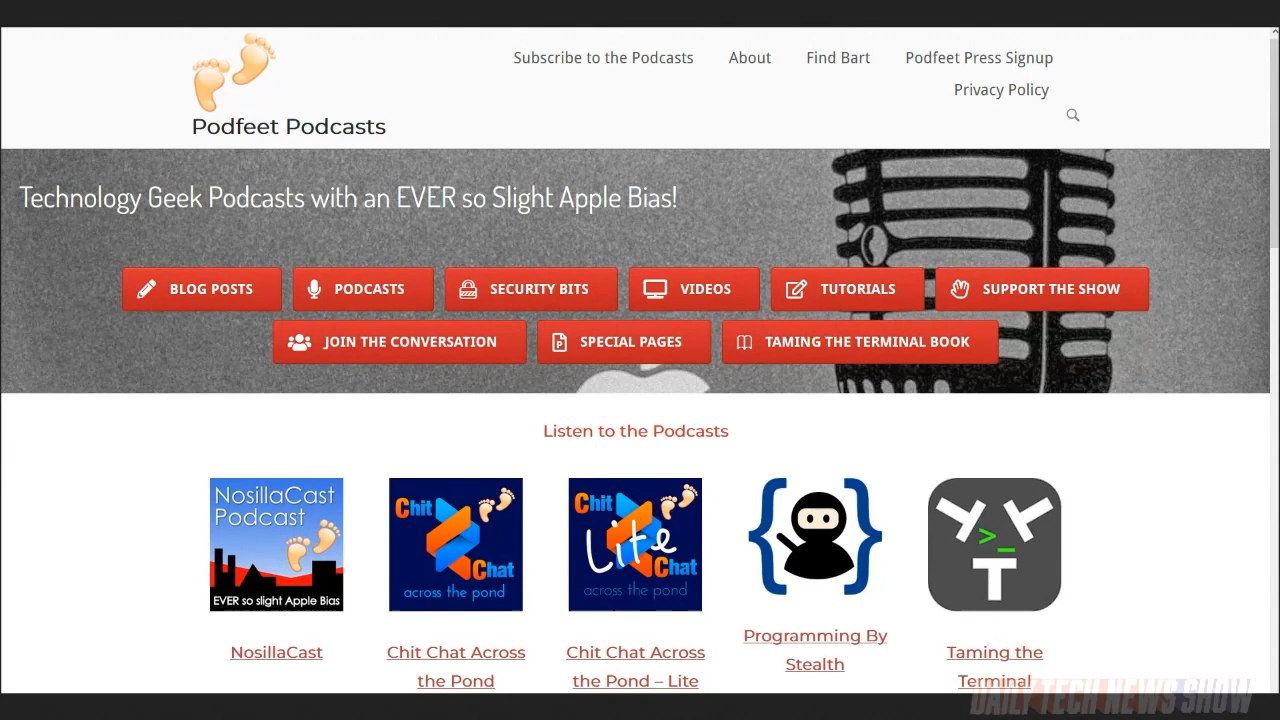 Subscribe to the Podcasts About Find Bart Podfeet Press Signup
Privacy Policy
Podfeet Podcasts
Technology Geek Podcasts with an EVER so Slight Apple Bias!
BLOG POSTS PODCASTS SECURITY BITS VIDEOS TUTORIALS SUPPORT THE SHOW
JOIN THE CONVERSATION SPECIAL PAGES TAMING THE TERMINAL BOOK
Listen to the Podcasts
NosillaCast
Podcast
EVER so slight Apple Bias
Chit
Chat
across the pond
Chit
Lite
Chat
across the pond
{ }
T T
>_
T
NosillaCast
Chit Chat Across
the Pond
Chit Chat Across
the Pond – Lite
Programming By
Stealth
Taming the
Terminal
DAILY TECH NEWS SHOW